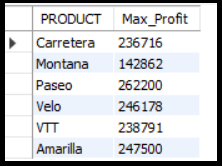 PRODUCT Max_Profit
Carretera 236716
Montana 142862
Paseo 262200
Velo 246178
VTT 238791
Amarilla 247500